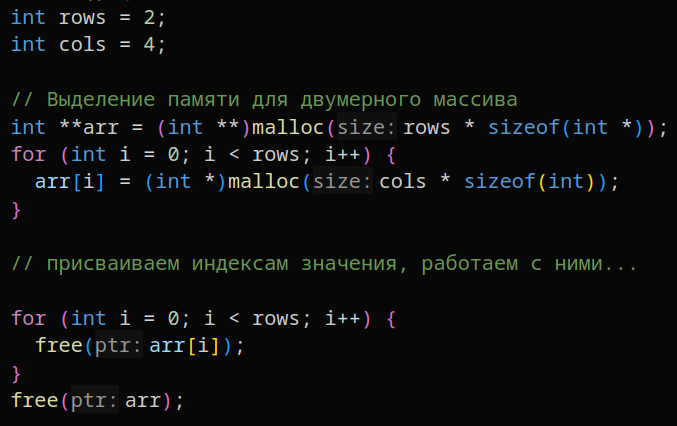 int rows = 2;
int cols = 4;
// Выделение памяти для двумерного массива
int **arr = (int **)malloc(size: rows * sizeof(int *));
for (int i = 0; i < rows; i++) {
  arr[i] = (int *)malloc(size: cols * sizeof(int));
}
// присваиваем индексам значения, работаем с ними...
for (int i = 0; i < rows; i++) {
  free(ptr: arr[i]);
}
free(ptr: arr);